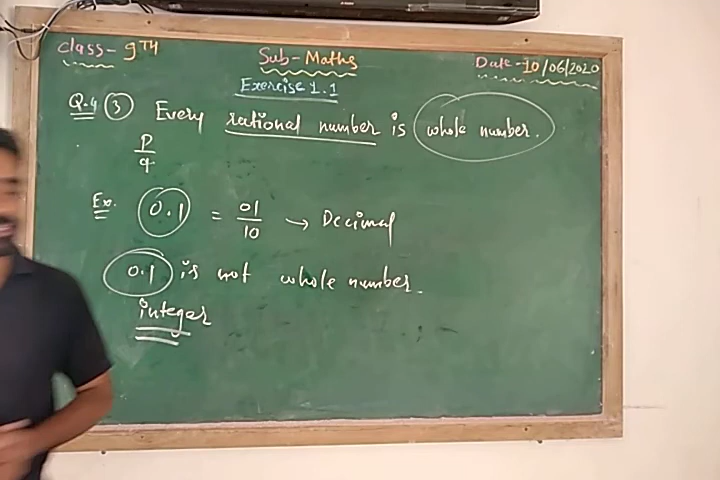 Class- 9TH
Sub-Maths
Date-10/06/2020
Exercise 1.1
Q.4 (3) Every rational number is whole number.
P/q
Ex. 0.1 = 01/10 → Decimal
0.1 is not whole number.
integer